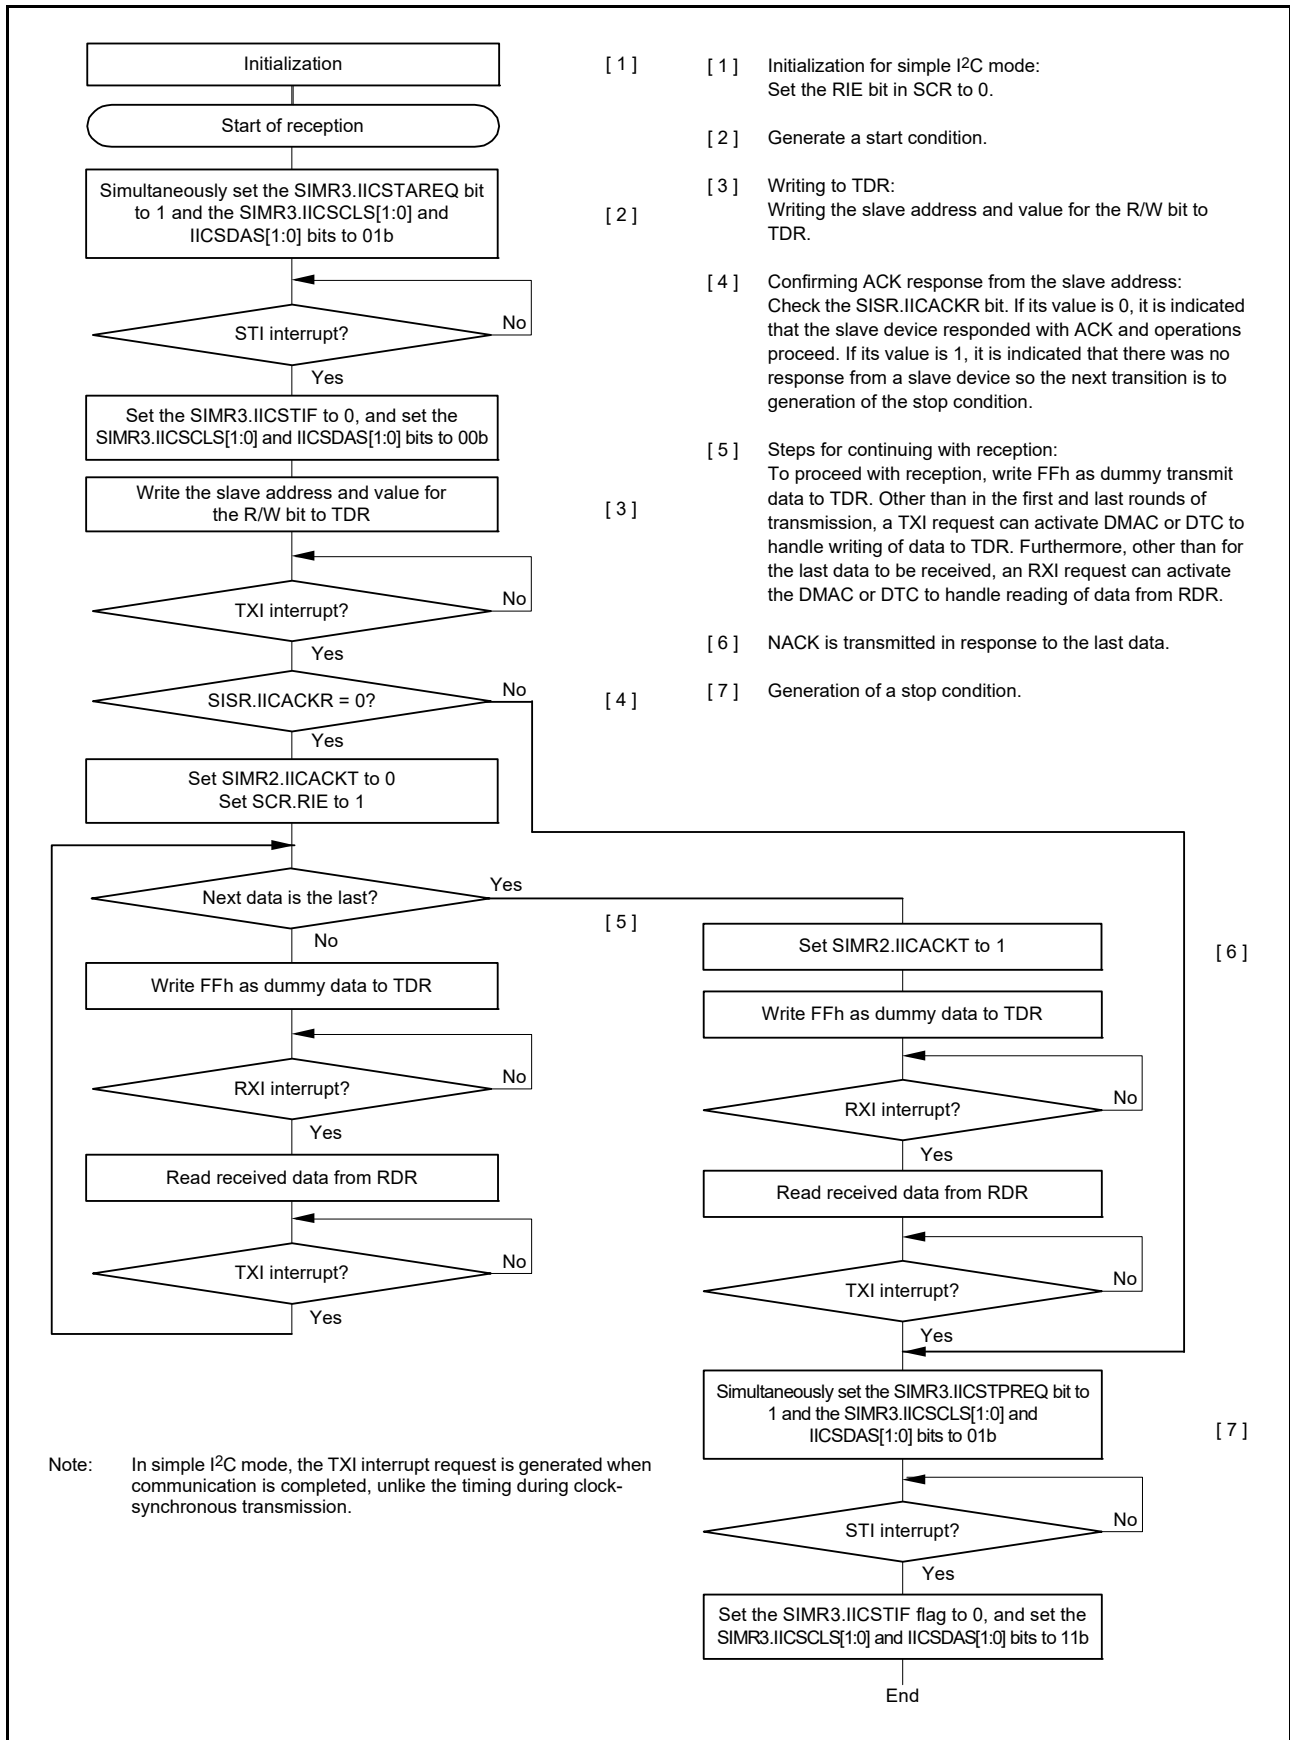 Initialization
[ 1 ]
Start of reception
Simultaneously set the SIMR3.IICSTAREQ bit
to 1 and the SIMR3.IICSCLS[1:0] and
IICSDAS[1:0] bits to 01b
[ 2 ]
STI interrupt?
No
Yes
Set the SIMR3.IICSTIF to 0, and set the
SIMR3.IICSCLS[1:0] and IICSDAS[1:0] bits to 00b
Write the slave address and value for
the R/W bit to TDR
[ 3 ]
TXI interrupt?
No
Yes
SISR.IICACKR = 0?
No
[ 4 ]
Yes
Set SIMR2.IICACKT to 0
Set SCR.RIE to 1
Next data is the last?
Yes
[ 5 ]
No
Write FFh as dummy data to TDR
RXI interrupt?
No
Yes
Read received data from RDR
TXI interrupt?
No
Yes
[ 1 ] Initialization for simple I2C mode:
Set the RIE bit in SCR to 0.
[ 2 ] Generate a start condition.
[ 3 ] Writing to TDR:
Writing the slave address and value for the R/W bit to
TDR.
[ 4 ] Confirming ACK response from the slave address:
Check the SISR.IICACKR bit. If its value is 0, it is indicated
that the slave device responded with ACK and operations
proceed. If its value is 1, it is indicated that there was no
response from a slave device so the next transition is to
generation of the stop condition.
[ 5 ] Steps for continuing with reception:
To proceed with reception, write FFh as dummy transmit
data to TDR. Other than in the first and last rounds of
transmission, a TXI request can activate DMAC or DTC to
handle writing of data to TDR. Furthermore, other than for
the last data to be received, an RXI request can activate
the DMAC or DTC to handle reading of data from RDR.
[ 6 ] NACK is transmitted in response to the last data.
[ 7 ] Generation of a stop condition.
Set SIMR2.IICACKT to 1
[ 6 ]
Write FFh as dummy data to TDR
RXI interrupt?
No
Yes
Read received data from RDR
TXI interrupt?
No
Yes
Simultaneously set the SIMR3.IICSTPREQ bit to
1 and the SIMR3.IICSCLS[1:0] and
IICSDAS[1:0] bits to 01b
[ 7 ]
STI interrupt?
No
Yes
Set the SIMR3.IICSTIF flag to 0, and set the
SIMR3.IICSCLS[1:0] and IICSDAS[1:0] bits to 11b
End
Note: In simple I2C mode, the TXI interrupt request is generated when
communication is completed, unlike the timing during clock-
synchronous transmission.